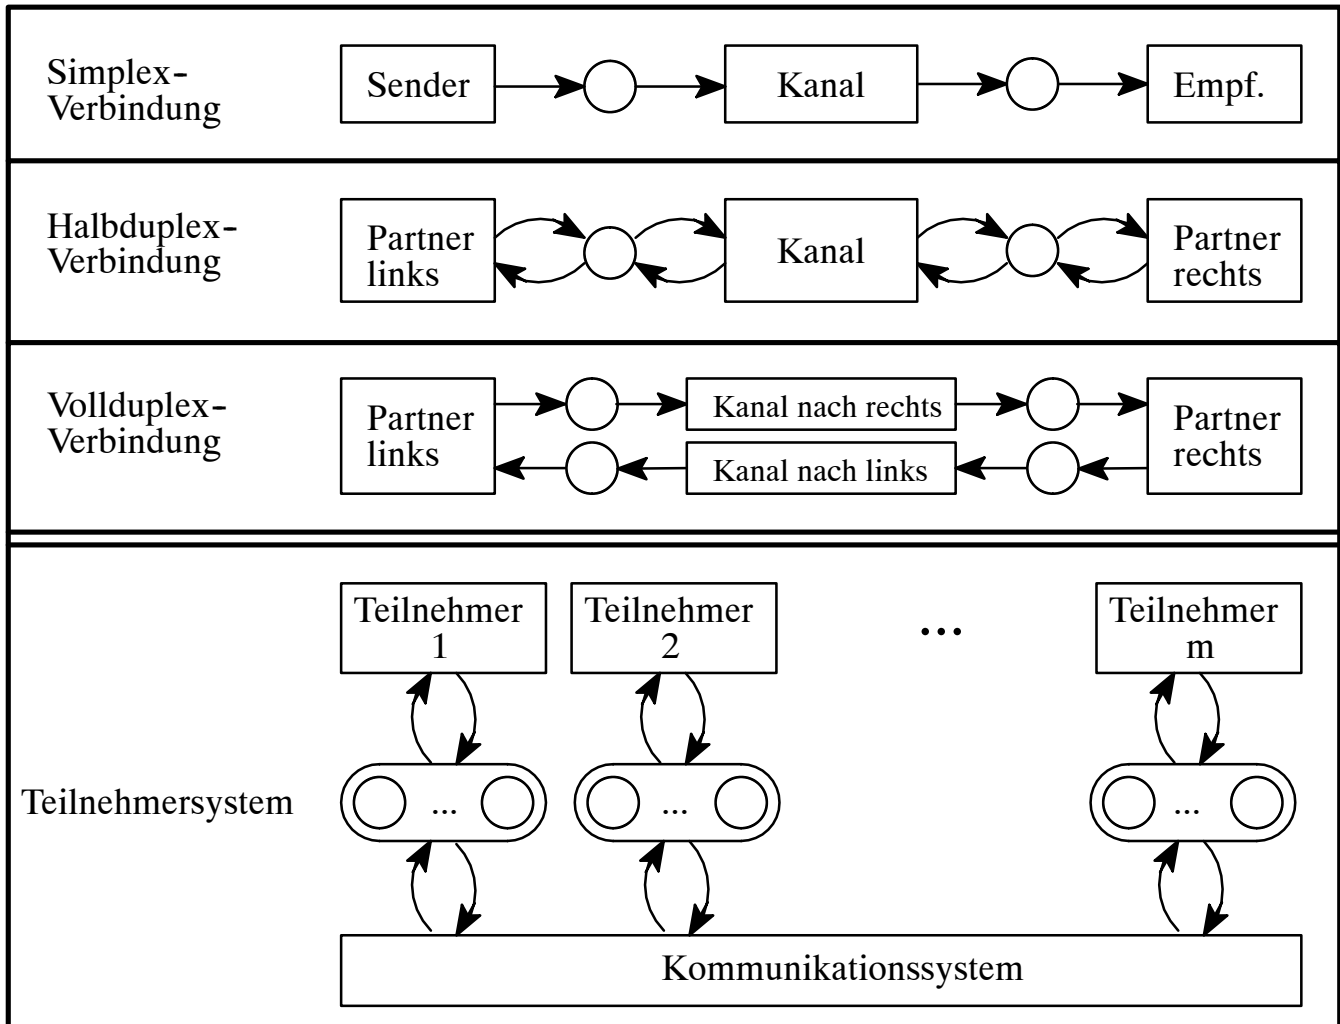 Simplex-
Verbindung
Sender
Kanal
Empf.
Halbduplex-
Verbindung
Partner
links
Kanal
Partner
rechts
Vollduplex-
Verbindung
Partner
links
Kanal nach rechts
Kanal nach links
Partner
rechts
Teilnehmer
1
Teilnehmer
2
...
Teilnehmer
m
Teilnehmersystem
...
...
...
Kommunikationssystem